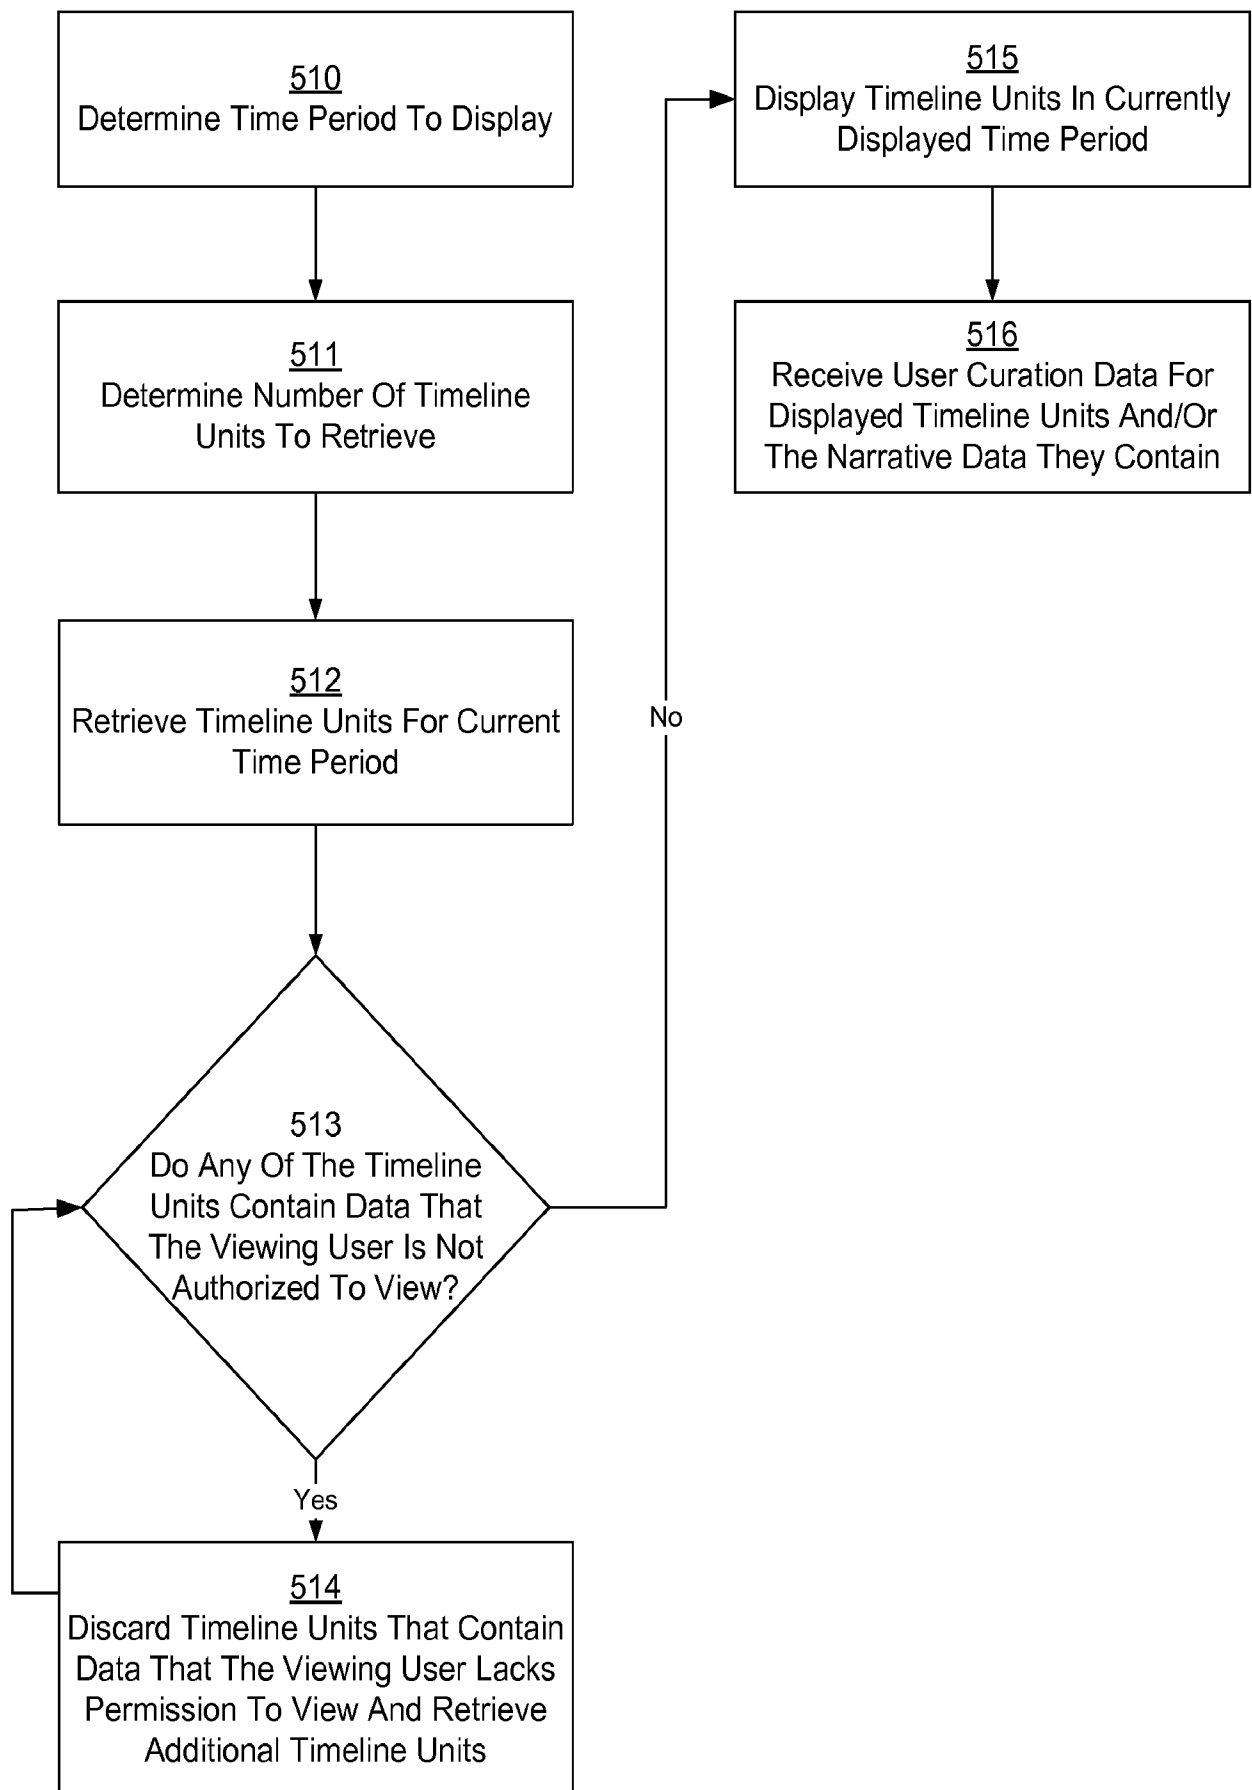 510
Determine Time Period To Display
511
Determine Number Of Timeline
Units To Retrieve
512
Retrieve Timeline Units For Current
Time Period
513
Do Any Of The Timeline
Units Contain Data That
The Viewing User Is Not
Authorized To View?
Yes
514
Discard Timeline Units That Contain
Data That The Viewing User Lacks
Permission To View And Retrieve
Additional Timeline Units
No
515
Display Timeline Units In Currently
Displayed Time Period
516
Receive User Curation Data For
Displayed Timeline Units And/Or
The Narrative Data They Contain